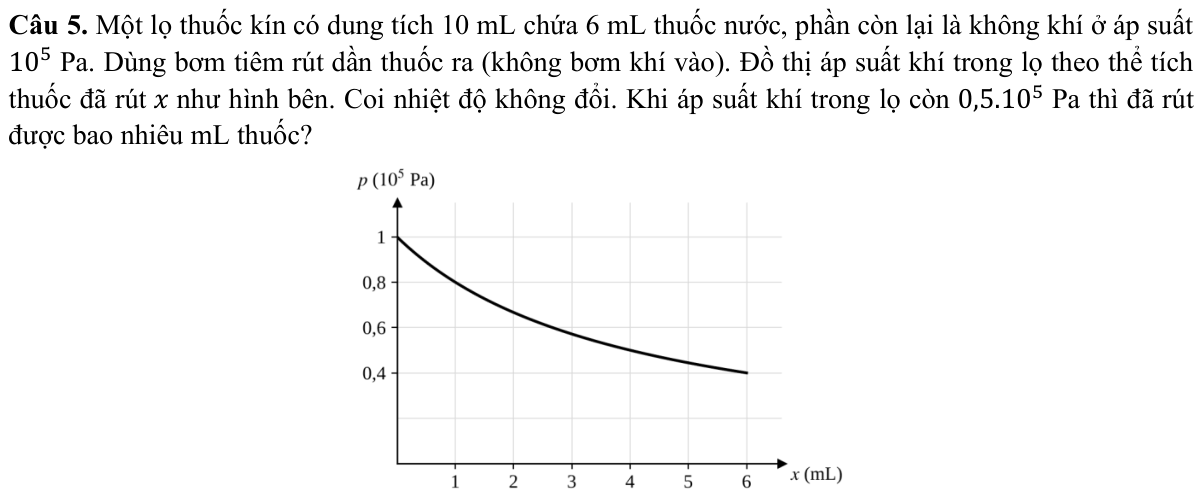 Câu 5. Một lọ thuốc kín có dung tích 10 mL chứa 6 mL thuốc nước, phần còn lại là không khí ở áp suất
10⁵ Pa. Dùng bơm tiêm rút dần thuốc ra (không bơm khí vào). Đồ thị áp suất khí trong lọ theo thể tích
thuốc đã rút x như hình bên. Coi nhiệt độ không đổi. Khi áp suất khí trong lọ còn 0,5.10⁵ Pa thì đã rút
được bao nhiêu mL thuốc?
p (10⁵ Pa)
1
0,8
0,6
0,4
1 2 3 4 5 6 x (mL)